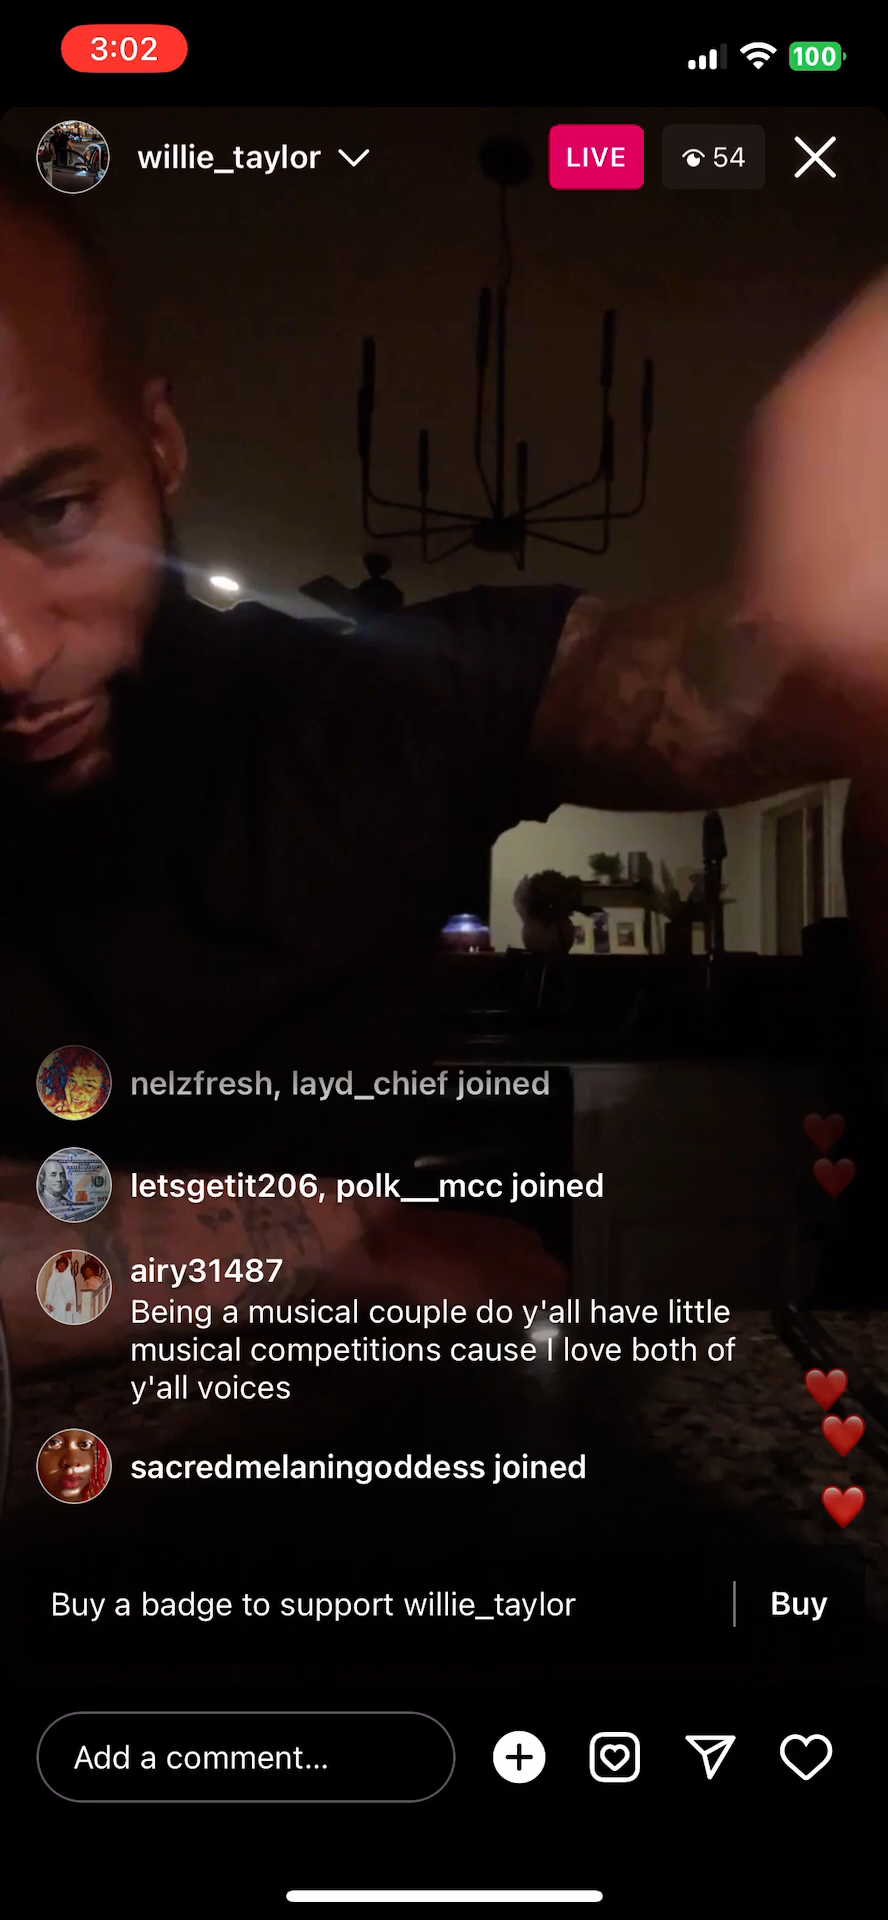 3:02
100
willie_taylor
LIVE
54
nelzfresh, layd_chief joined
letsgetit206, polk__mcc joined
airy31487
Being a musical couple do y'all have little
musical competitions cause I love both of
y'all voices
sacredmelaningoddess joined
Buy a badge to support willie_taylor
Buy
Add a comment...